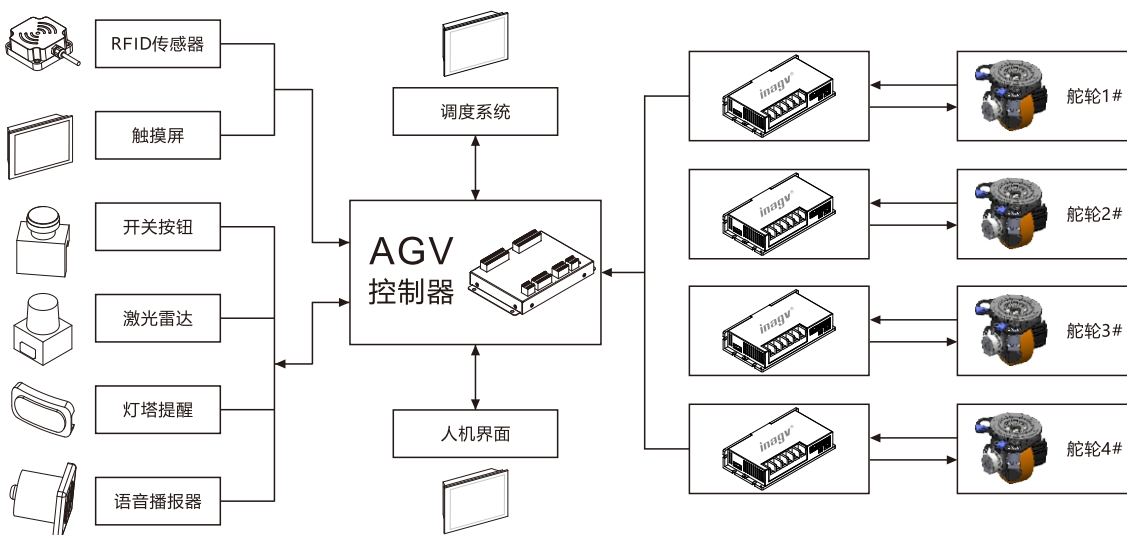 RFID传感器
触摸屏
开关按钮
激光雷达
灯塔提醒
语音播报器
调度系统
AGV
控制器
人机界面
inagv®
舵轮1#
inagv®
舵轮2#
inagv®
舵轮3#
inagv®
舵轮4#